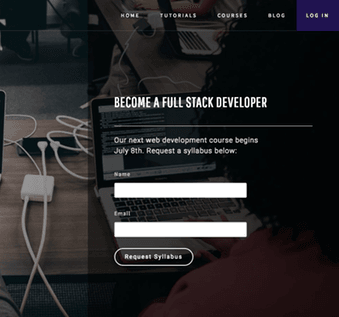 HOME TUTORIALS COURSES BLOG LOG IN
BECOME A FULL STACK DEVELOPER
Our next web development course begins
July 8th. Request a syllabus below:
Name
Email
Request Syllabus